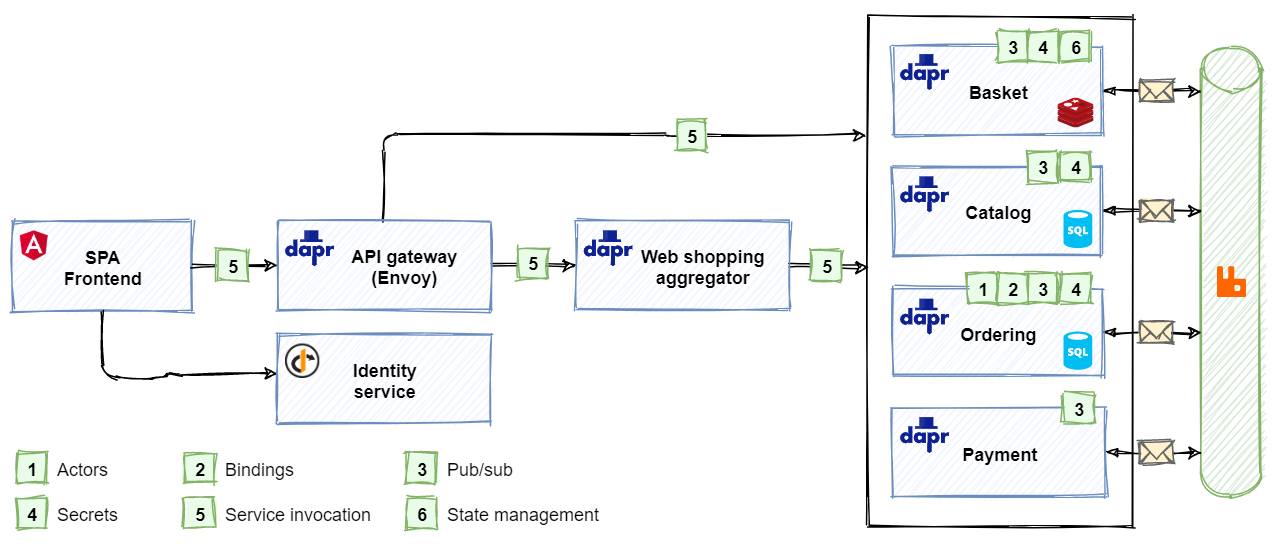 3 4 6
dapr
Basket
5
3 4
dapr
Catalog
SQL
SPA
Frontend
5
dapr
API gateway
(Envoy)
5
dapr
Web shopping
aggregator
5
1 2 3 4
dapr
Ordering
SQL
Identity
service
3
dapr
Payment
1 Actors
2 Bindings
3 Pub/sub
4 Secrets
5 Service invocation
6 State management